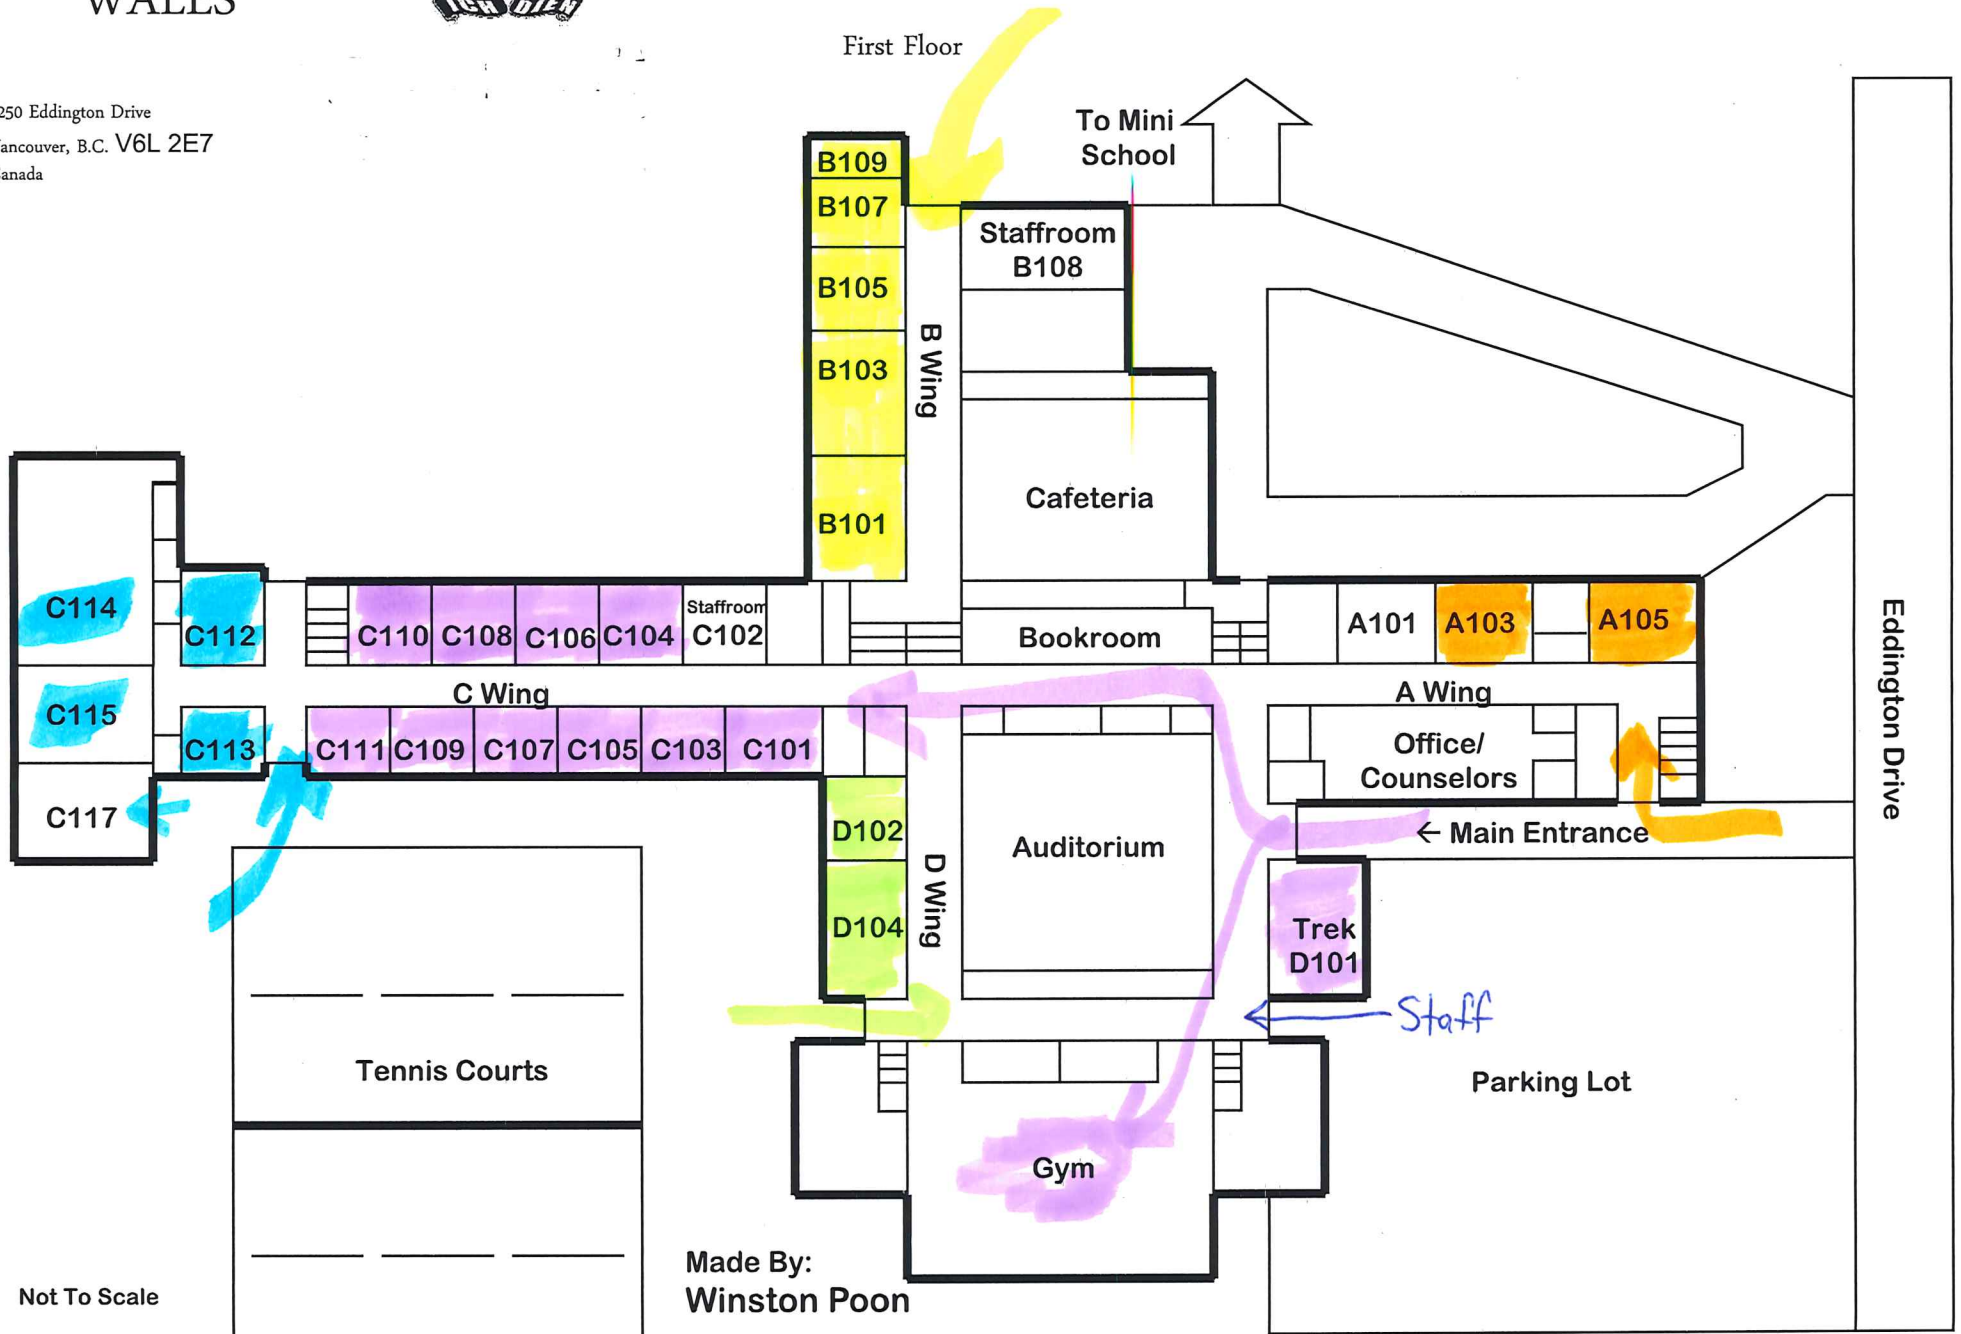 WALLS
ICH DIEN
First Floor
250 Eddington Drive
ancouver, B.C. V6L 2E7
anada
To Mini
School
B109
B107
B105
B103
B101
B Wing
Staffroom
B108
Cafeteria
C114
C112
C110
C108
C106
C104
Staffroom
C102
Bookroom
A101
A103
A105
C Wing
A Wing
C115
C113
C111
C109
C107
C105
C103
C101
Office/
Counselors
Eddington Drive
C117
D102
D104
D Wing
Auditorium
← Main Entrance
Trek
D101
Staff
Tennis Courts
Parking Lot
Gym
Made By:
Winston Poon
Not To Scale